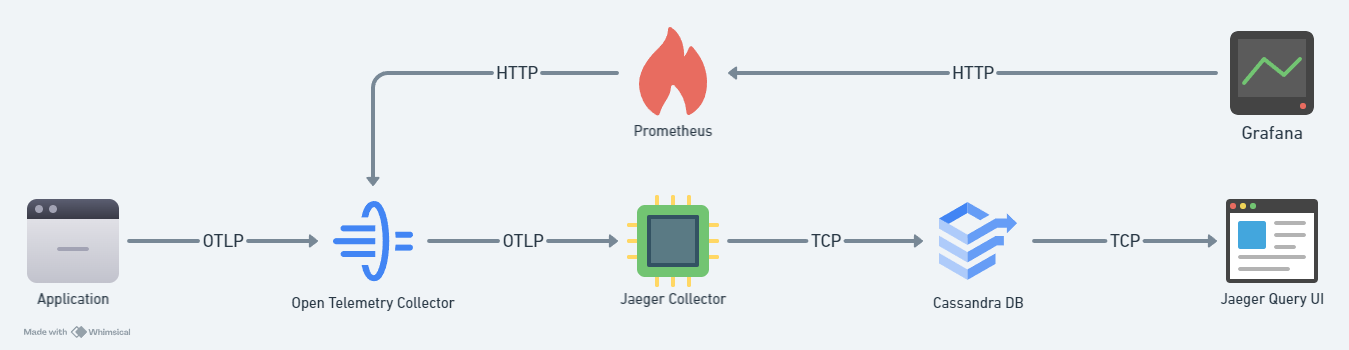 HTTP
HTTP
Prometheus
Grafana
OTLP
OTLP
TCP
TCP
Application
Open Telemetry Collector
Jaeger Collector
Cassandra DB
Jaeger Query UI
Made with Whimsical